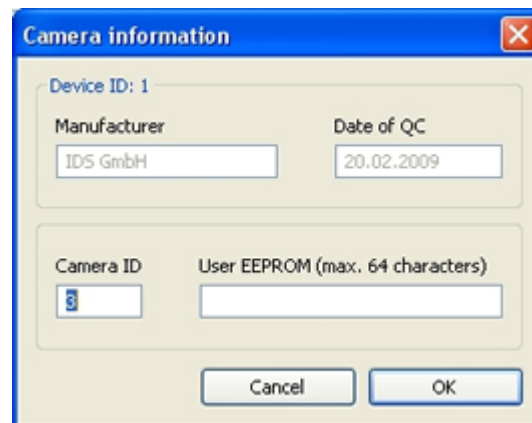 Camera information
Device ID: 1
Manufacturer Date of QC
IDS GmbH 20.02.2009
Camera ID User EEPROM (max. 64 characters)
3
Cancel OK